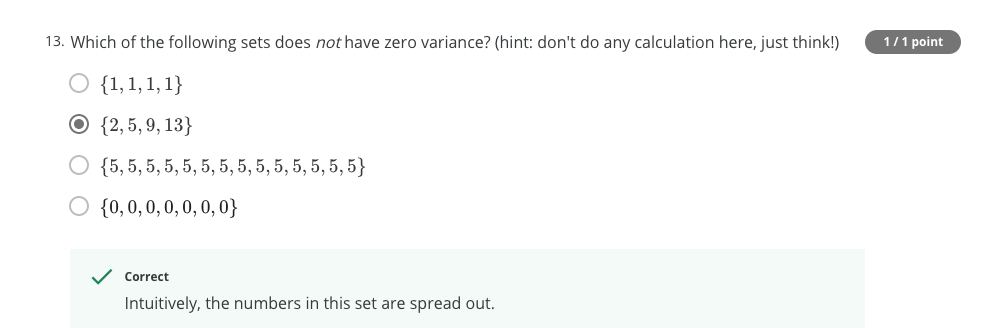 13. Which of the following sets does not have zero variance? (hint: don't do any calculation here, just think!) 1 / 1 point
{1, 1, 1, 1}
{2, 5, 9, 13}
{5, 5, 5, 5, 5, 5, 5, 5, 5, 5, 5, 5, 5, 5}
{0, 0, 0, 0, 0, 0, 0}
Correct
Intuitively, the numbers in this set are spread out.